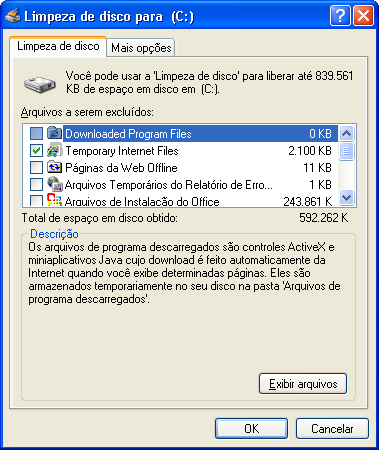 Limpeza de disco para (C:)
Limpeza de disco
Mais opções
Você pode usar a 'Limpeza de disco' para liberar até 839.561
KB de espaço em disco em (C:).
Arquivos a serem excluídos:
Downloaded Program Files 0 KB
Temporary Internet Files 2.100 KB
Páginas da Web Offline 11 KB
Arquivos Temporários do Relatório de Erro... 1 KB
Arquivos de Instalação do Office 243.861 K
Total de espaço em disco obtido: 592.262 K
Descrição
Os arquivos de programa descarregados são controles ActiveX e
miniaplicativos Java cujo download é feito automaticamente da
Internet quando você exibe determinadas páginas. Eles são
armazenados temporariamente no seu disco na pasta 'Arquivos de
programa descarregados'.
Exibir arquivos
OK
Cancelar